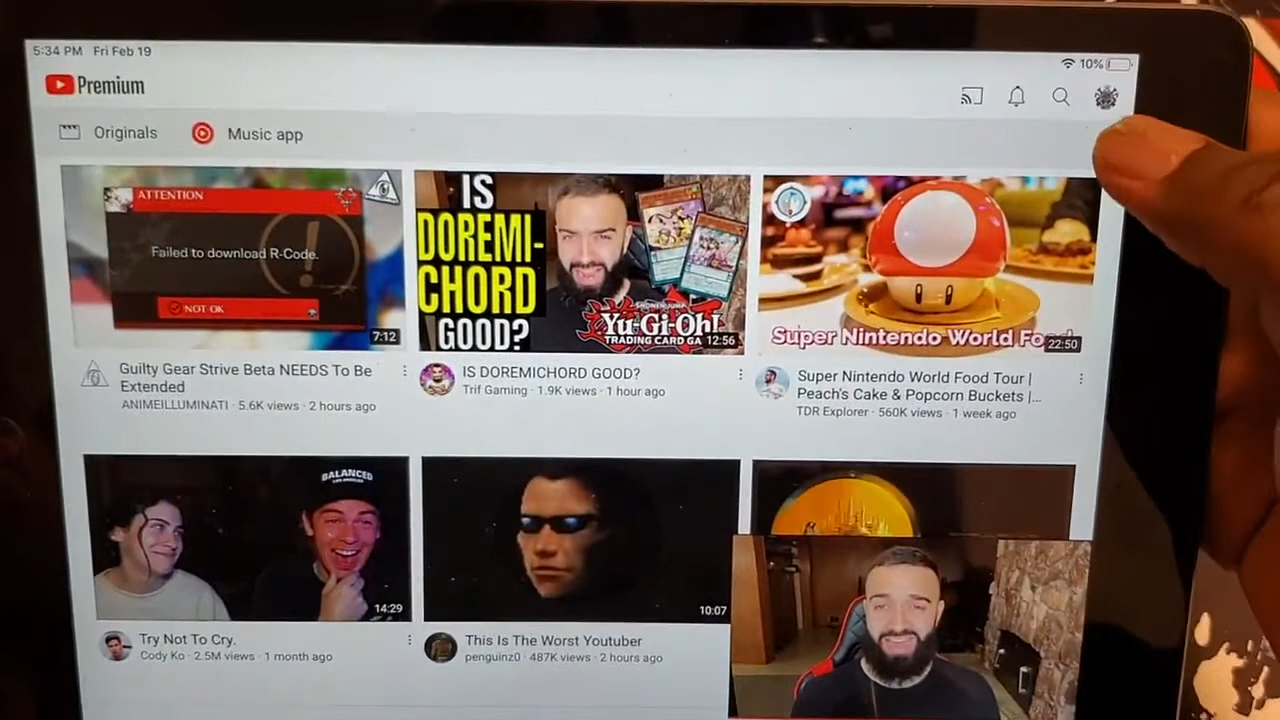 5:34 PM Fri Feb 19
10%
Premium
Originals
Music app
ATTENTION
Failed to download R-Code.
NOT OK
7:12
Guilty Gear Strive Beta NEEDS To Be
Extended
ANIMEILLUMINATI · 5.6K views · 2 hours ago
IS
DOREMI-
CHORD
GOOD?
SHONEN JUMP
Yu-Gi-Oh!
TRADING CARD GA
12:56
IS DOREMICHORD GOOD?
Trif Gaming · 1.9K views · 1 hour ago
Super Nintendo World Foo
22:50
Super Nintendo World Food Tour |
Peach's Cake & Popcorn Buckets |...
TDR Explorer · 560K views · 1 week ago
BALANCED
14:29
Try Not To Cry.
Cody Ko · 2.5M views · 1 month ago
10:07
This Is The Worst Youtuber
penguinz0 · 487K views · 2 hours ago